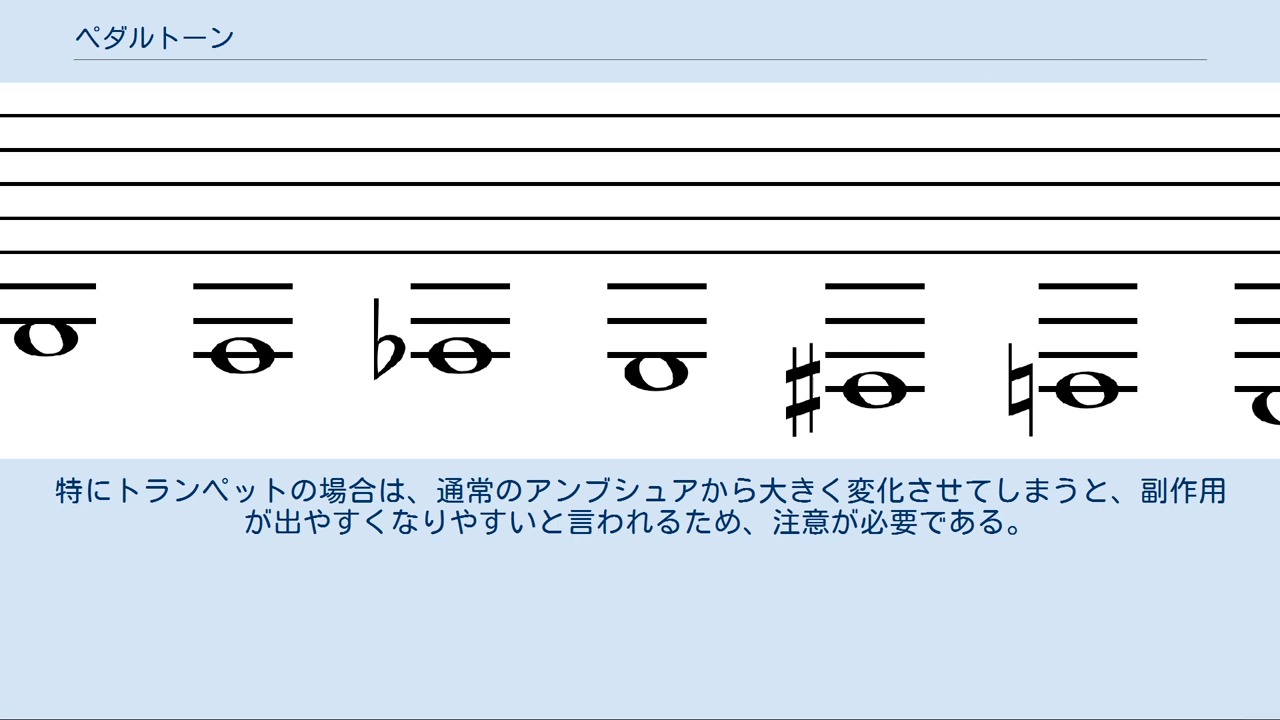 ペダルトーン
特にトランペットの場合は、通常のアンブシュアから大きく変化させてしまうと、副作用
が出やすくなりやすいと言われるため、注意が必要である。